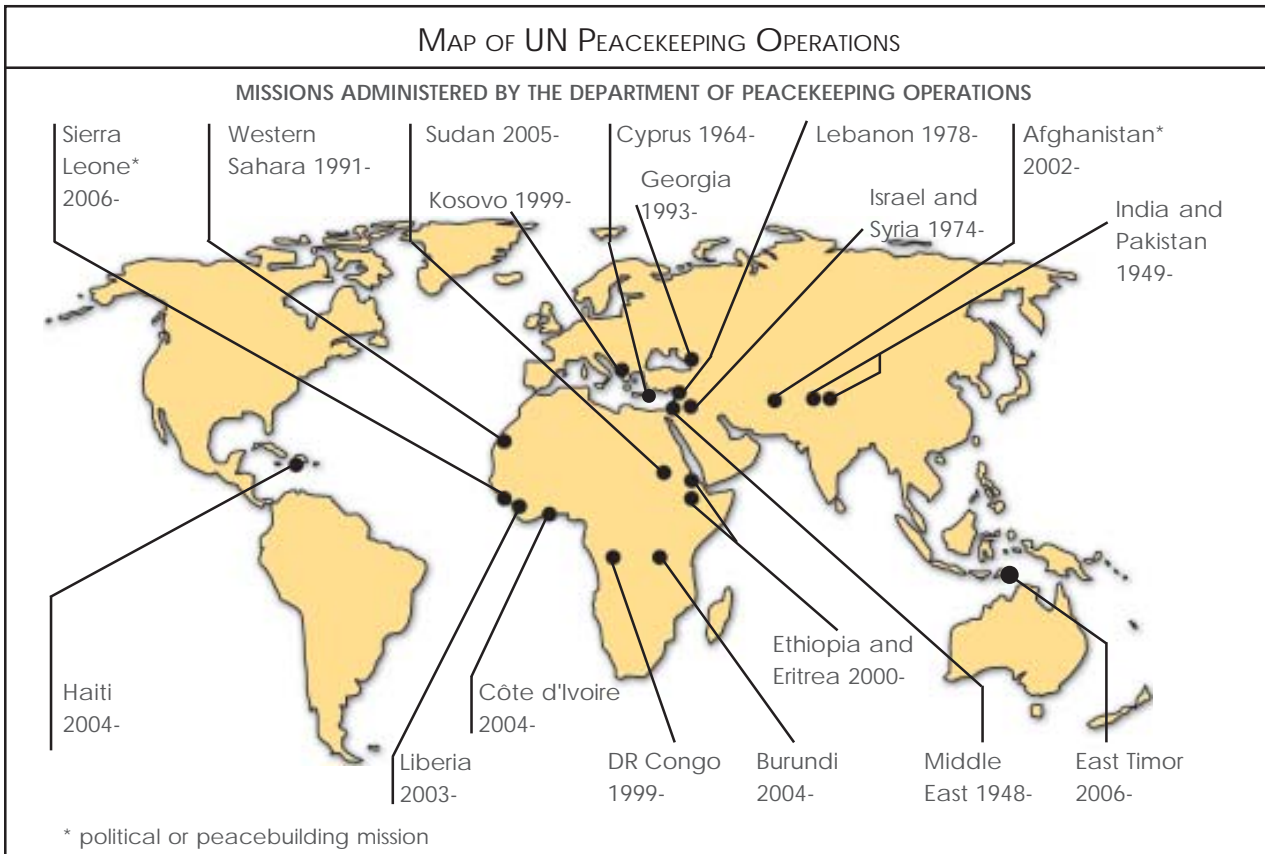 MAP OF UN PEACEKEEPING OPERATIONS
MISSIONS ADMINISTERED BY THE DEPARTMENT OF PEACEKEEPING OPERATIONS
Sierra
Leone*
2006-
Western
Sahara 1991-
Sudan 2005-
Cyprus 1964-
Lebanon 1978-
Afghanistan*
2002-
Kosovo 1999-
Georgia
1993-
Israel and
Syria 1974-
India and
Pakistan
1949-
Haiti
2004-
Liberia
2003-
Côte d'Ivoire
2004-
DR Congo
1999-
Burundi
2004-
Ethiopia and
Eritrea 2000-
Middle
East 1948-
East Timor
2006-
* political or peacebuilding mission